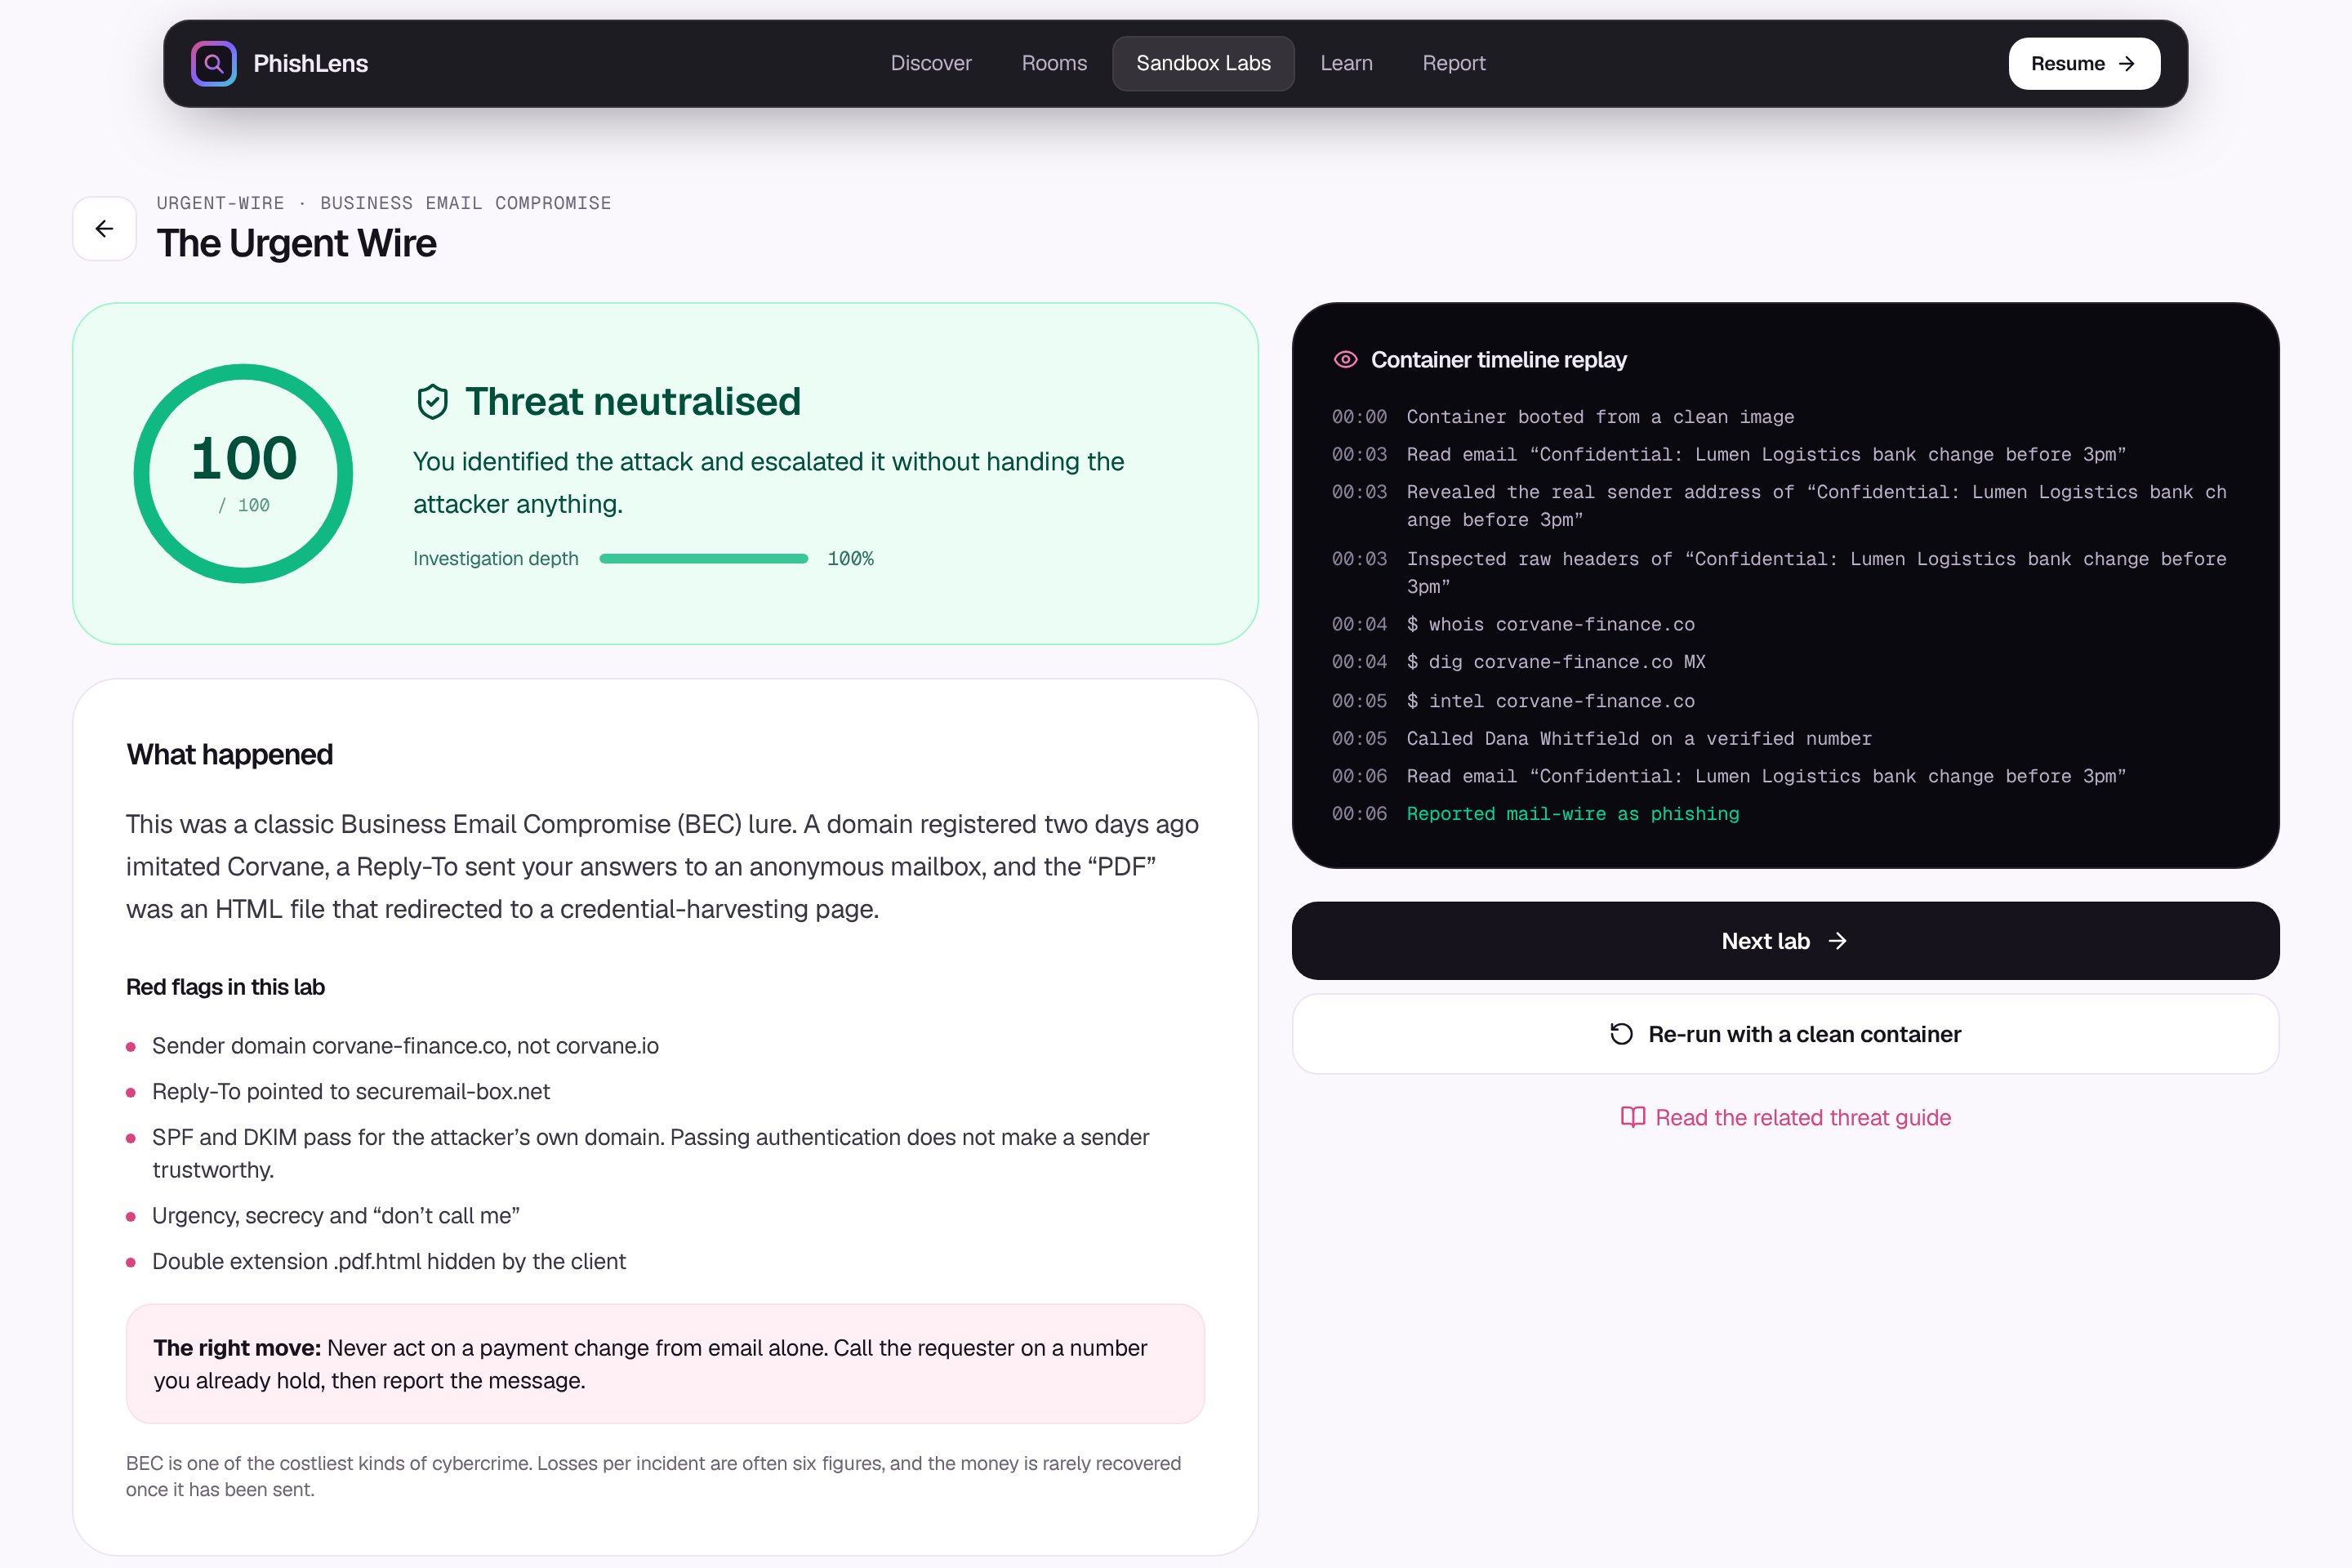 PhishLens
Discover
Rooms
Sandbox Labs
Learn
Report
Resume
URGENT-WIRE · BUSINESS EMAIL COMPROMISE
The Urgent Wire
100
/ 100
Threat neutralised
You identified the attack and escalated it without handing the
attacker anything.
Investigation depth 100%
What happened
This was a classic Business Email Compromise (BEC) lure. A domain registered two days ago
imitated Corvane, a Reply-To sent your answers to an anonymous mailbox, and the “PDF”
was an HTML file that redirected to a credential-harvesting page.
Red flags in this lab
Sender domain corvane-finance.co, not corvane.io
Reply-To pointed to securemail-box.net
SPF and DKIM pass for the attacker’s own domain. Passing authentication does not make a sender
trustworthy.
Urgency, secrecy and “don’t call me”
Double extension .pdf.html hidden by the client
The right move: Never act on a payment change from email alone. Call the requester on a number
you already hold, then report the message.
BEC is one of the costliest kinds of cybercrime. Losses per incident are often six figures, and the money is rarely recovered
once it has been sent.
Container timeline replay
00:00 Container booted from a clean image
00:03 Read email “Confidential: Lumen Logistics bank change before 3pm”
00:03 Revealed the real sender address of “Confidential: Lumen Logistics bank ch
ange before 3pm”
00:03 Inspected raw headers of “Confidential: Lumen Logistics bank change before
3pm”
00:04 $ whois corvane-finance.co
00:04 $ dig corvane-finance.co MX
00:05 $ intel corvane-finance.co
00:05 Called Dana Whitfield on a verified number
00:06 Read email “Confidential: Lumen Logistics bank change before 3pm”
00:06 Reported mail-wire as phishing
Next lab
Re-run with a clean container
Read the related threat guide